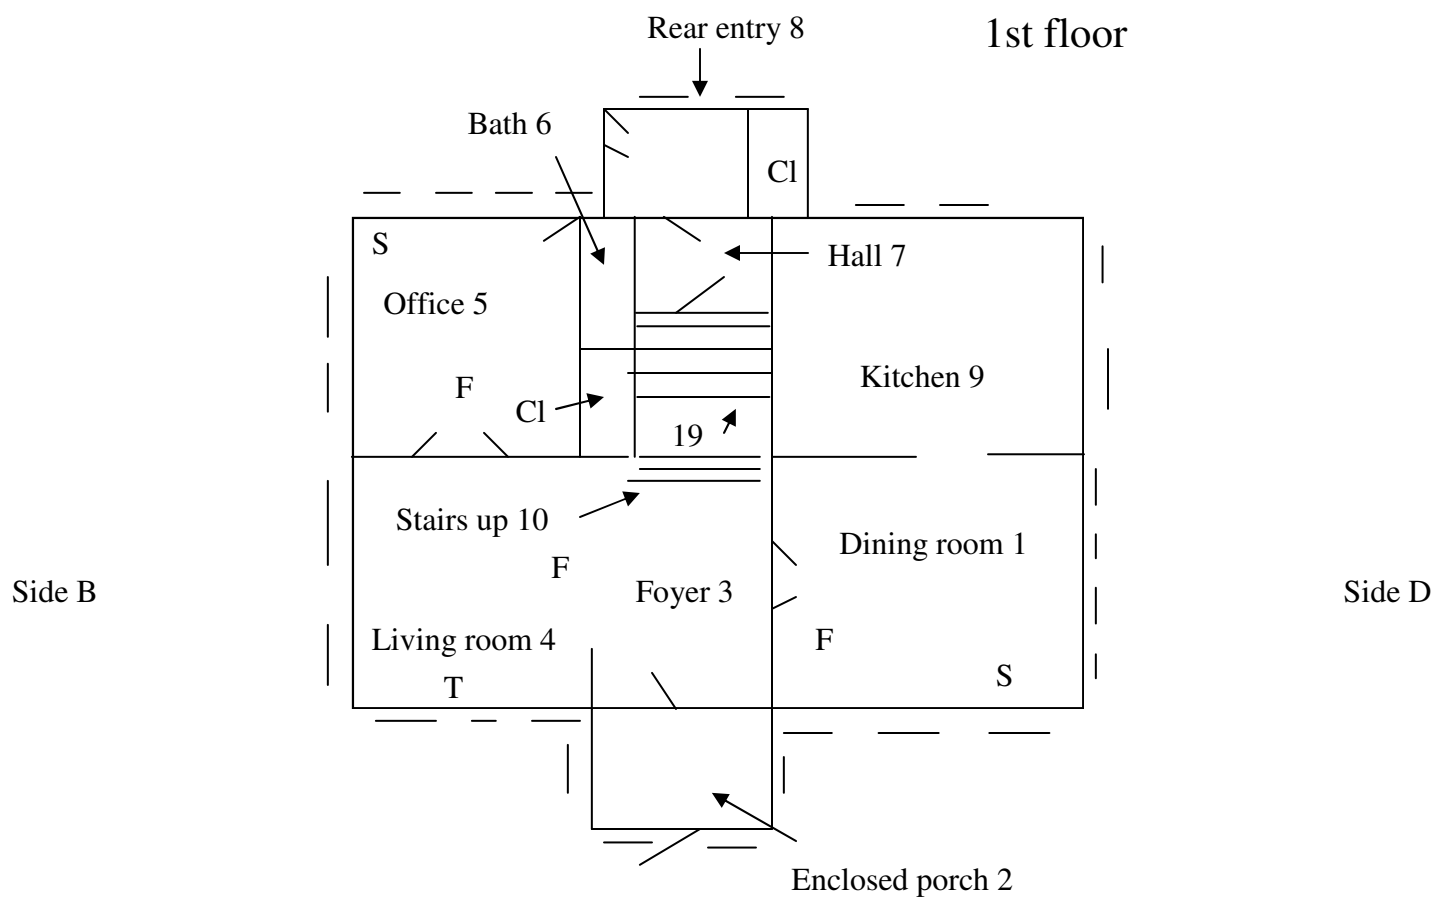 Rear entry 8
1st floor
Bath 6
Cl
S
Hall 7
Office 5
Kitchen 9
F
Cl
19
Stairs up 10
Dining room 1
F
Side B
Foyer 3
Side D
Living room 4
F
T
S
Enclosed porch 2